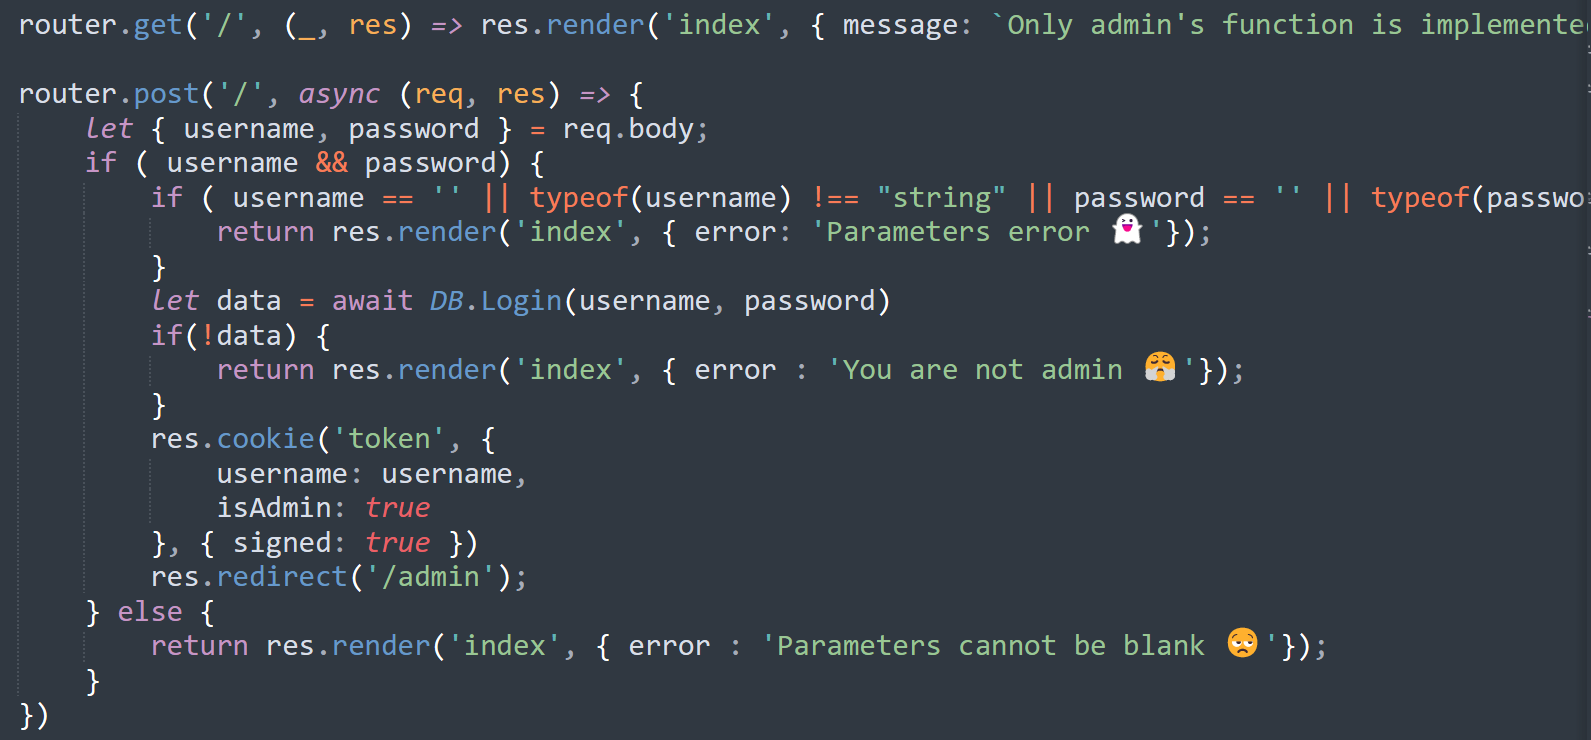 router.get('/', (_, res) => res.render('index', { message: `Only admin's function is implemented
router.post('/', async (req, res) => {
    let { username, password } = req.body;
    if ( username && password) {
        if ( username == '' || typeof(username) !== "string" || password == '' || typeof(passwo
            return res.render('index', { error: 'Parameters error 👻'});
        }
        let data = await DB.Login(username, password)
        if(!data) {
            return res.render('index', { error : 'You are not admin 😤'});
        }
        res.cookie('token', {
            username: username,
            isAdmin: true
        }, { signed: true })
        res.redirect('/admin');
    } else {
        return res.render('index', { error : 'Parameters cannot be blank 😩'});
    }
})